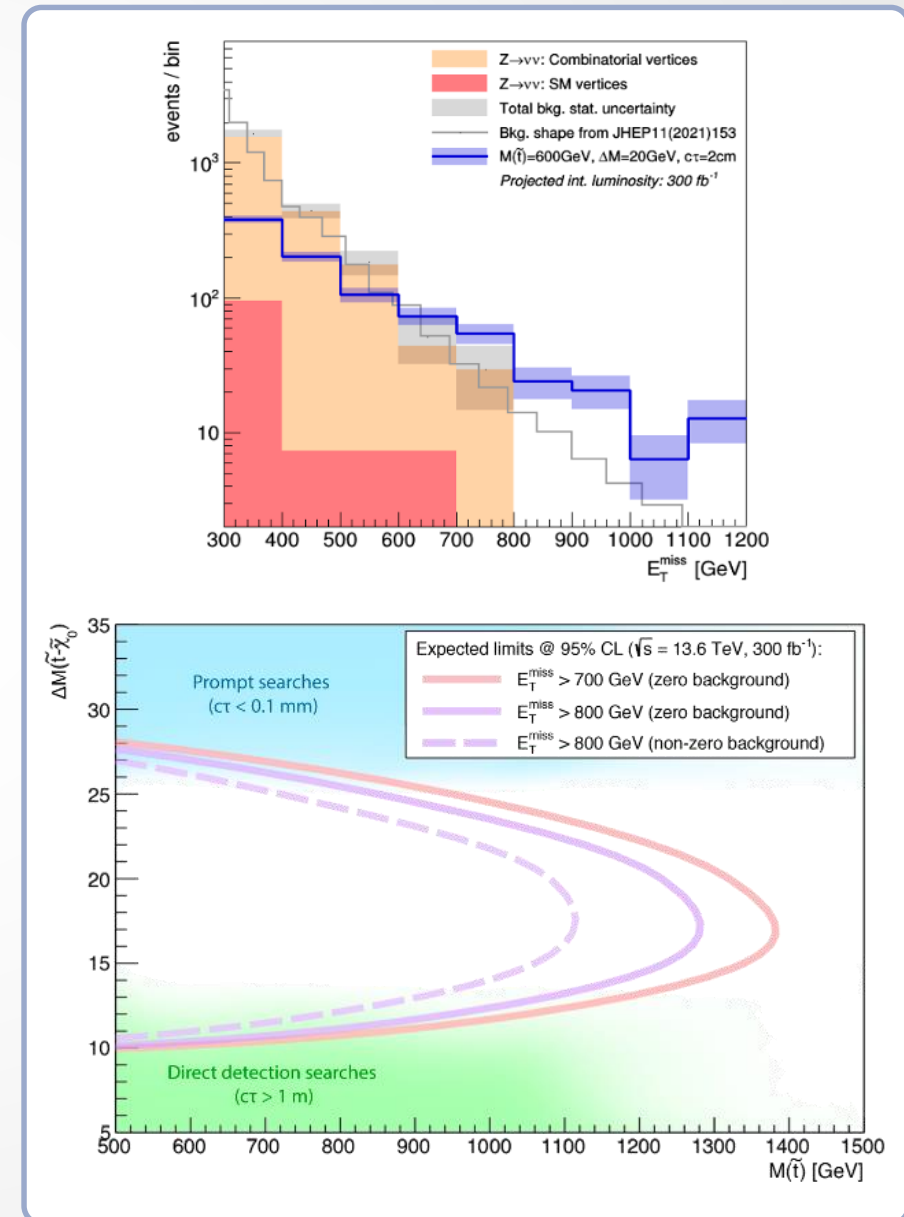 events / bin
Z→νν: Combinatorial vertices
Z→νν: SM vertices
Total bkg. stat. uncertainty
Bkg. shape from JHEP11(2021)153
M(t̃)=600GeV, ΔM=20GeV, cτ=2cm
Projected int. luminosity: 300 fb⁻¹
10³
10²
10
300 400 500 600 700 800 900 1000 1100 1200
E_T^miss [GeV]
ΔM(t̃-χ̃₀)
35
30
25
20
15
10
5
Expected limits @ 95% CL (√s = 13.6 TeV, 300 fb⁻¹):
E_T^miss > 700 GeV (zero background)
E_T^miss > 800 GeV (zero background)
E_T^miss > 800 GeV (non-zero background)
Prompt searches
(cτ < 0.1 mm)
Direct detection searches
(cτ > 1 m)
500 600 700 800 900 1000 1100 1200 1300 1400 1500
M(t̃) [GeV]